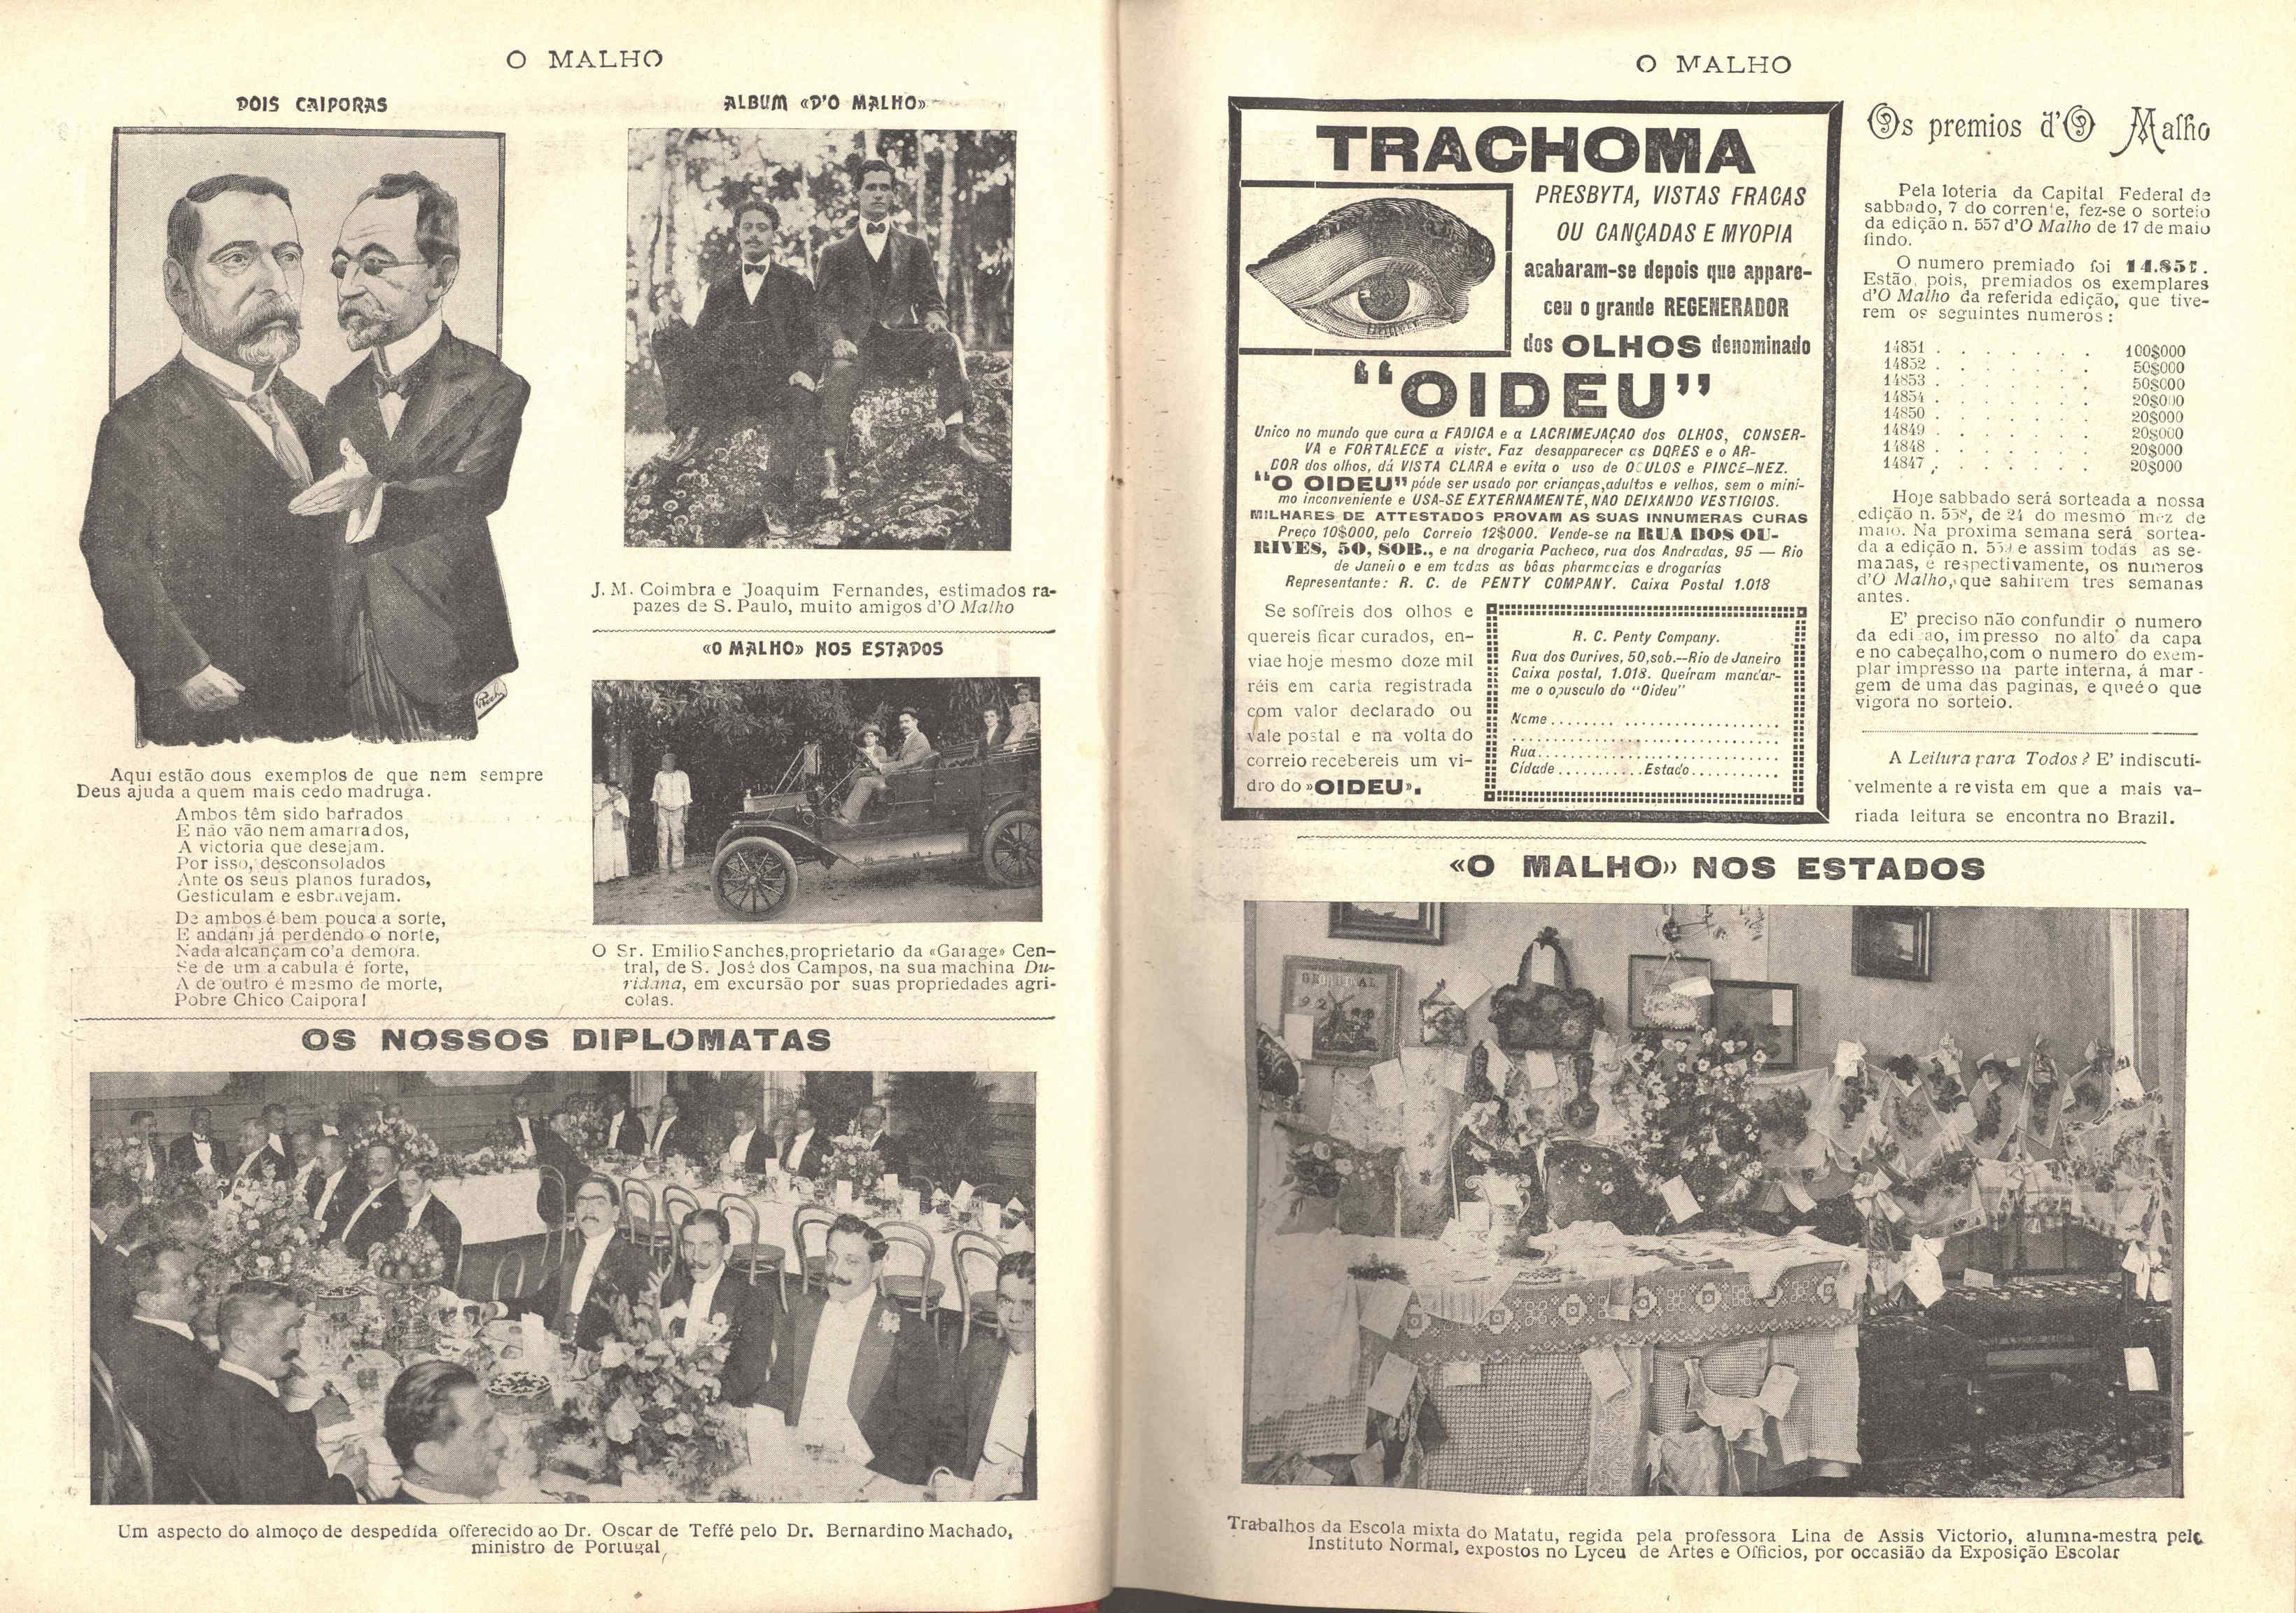 O MALHO
DOIS CAIPORAS
Aqui estão dous exemplos de que nem sempre
Deus ajuda a quem mais cedo madruga.
Ambos têm sido barrados
E não vão nem amarrados,
A victoria que desejam.
Por isso, desconsolados
Ante os seus planos furados,
Gesticulam e esbravejam.
De ambos é bem pouca a sorte,
E andam já perdendo o norte,
Nada alcançam co'a demora.
Se de um a cabula é forte,
A de outro é mesmo de morte,
Pobre Chico Caipora!
ALBUM «D'O MALHO»
J. M. Coimbra e Joaquim Fernandes, estimados ra-
pazes de S. Paulo, muito amigos d'O Malho
«O MALHO» NOS ESTADOS
O Sr. Emilio Sanches, proprietario da «Garage» Cen-
tral, de S. José dos Campos, na sua machina Du-
ridana, em excursão por suas propriedades agri-
colas.
OS NOSSOS DIPLOMATAS
Um aspecto do almoço de despedida offerecido ao Dr. Oscar de Teffé pelo Dr. Bernardino Machado,
ministro de Portugal
O MALHO
TRACHOMA
PRESBYTA, VISTAS FRACAS
OU CANÇADAS E MYOPIA
acabaram-se depois que appare-
ceu o grande REGENERADOR
dos OLHOS denominado
"OIDEU"
Unico no mundo que cura a FADIGA e a LACRIMEJAÇAO dos OLHOS, CONSER-
VA e FORTALECE a vista. Faz desapparecer as DORES e o AR-
DOR dos olhos, dá VISTA CLARA e evita o uso de OCULOS e PINCE-NEZ.
"O OIDEU" póde ser usado por crianças, adultos e velhos, sem o mini-
mo inconveniente e USA-SE EXTERNAMENTE, NAO DEIXANDO VESTIGIOS.
MILHARES DE ATTESTADOS PROVAM AS SUAS INNUMERAS CURAS
Preço 10$000, pelo Correio 12$000. Vende-se na RUA DOS OU-
RIVES, 50, SOB., e na drogaria Pacheco, rua dos Andradas, 95 — Rio
de Janeiro e em todas as bôas pharmacias e drogarias
Representante: R. C. de PENTY COMPANY. Caixa Postal 1.018
Se soffreis dos olhos e
quereis ficar curados, en-
viae hoje mesmo doze mil
réis em carta registrada
com valor declarado ou
vale postal e na volta do
correio recebereis um vi-
dro do «OIDEU».
R. C. Penty Company.
Rua dos Ourives, 50, sob.—Rio de Janeiro
Caixa postal, 1.018. Queiram mandar-
me o opusculo do "Oideu"
Nome
Rua
Cidade..........Estado..........
Os premios d'O Malho
Pela loteria da Capital Federal de
sabbado, 7 do corrente, fez-se o sorteio
da edição n. 557 d'O Malho de 17 de maio
findo.
O numero premiado foi 14.851.
Estão, pois, premiados os exemplares
d'O Malho da referida edição, que tive-
rem os seguintes numeros:
14851 . . . . . . . 100$000
14852 . . . . . . . 50$000
14853 . . . . . . . 50$000
14854 . . . . . . . 20$000
14850 . . . . . . . 20$000
14849 . . . . . . . 20$000
14848 . . . . . . . 20$000
14847 . . . . . . . 20$000
Hoje sabbado será sorteada a nossa
edição n. 558, de 24 do mesmo mez de
maio. Na proxima semana será sortea-
da a edição n. 559 e assim todas as se-
manas, e respectivamente, os numeros
d'O Malho, que sahirem tres semanas
antes.
E' preciso não confundir o numero
da edição, impresso no alto da capa
e no cabeçalho, com o numero do exem-
plar impresso na parte interna, á mar-
gem de uma das paginas, e que é o que
vigora no sorteio.
A Leitura para Todos? E' indiscuti-
velmente a revista em que a mais va-
riada leitura se encontra no Brazil.
«O MALHO» NOS ESTADOS
Trabalhos da Escola mixta do Matatu, regida pela professora Lina de Assis Victorio, alumna-mestra pelo
Instituto Normal, expostos no Lyceu de Artes e Officios, por occasião da Exposição Escolar